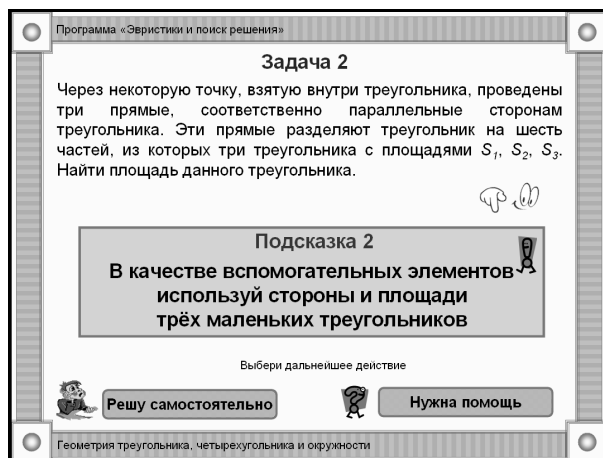 Программа «Эвристики и поиск решения»
Задача 2
Через некоторую точку, взятую внутри треугольника, проведены
три прямые, соответственно параллельные сторонам
треугольника. Эти прямые разделяют треугольник на шесть
частей, из которых три треугольника с площадями S₁, S₂, S₃.
Найти площадь данного треугольника.
Подсказка 2
В качестве вспомогательных элементов
используй стороны и площади
трёх маленьких треугольников
Выбери дальнейшее действие
Решу самостоятельно
Нужна помощь
Геометрия треугольника, четырехугольника и окружности